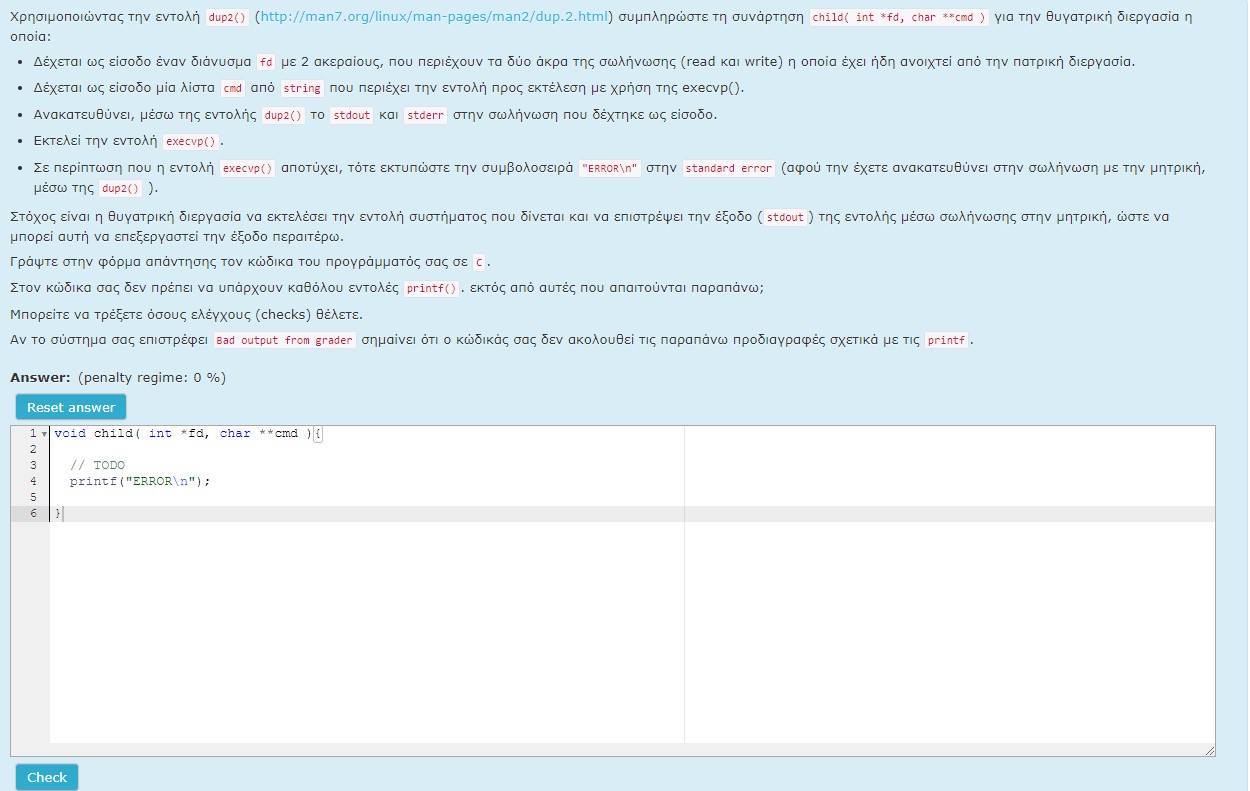 Χρησιμοποιώντας την εντολή dup2() (http://man7.org/linux/man-pages/man2/dup.2.html) συμπληρώστε τη συνάρτηση child( int *fd, char **cmd ) για την θυγατρική διεργασία η
οποία:
• Δέχεται ως είσοδο έναν διάνυσμα fd με 2 ακεραίους, που περιέχουν τα δύο άκρα της σωλήνωσης (read και write) η οποία έχει ήδη ανοιχτεί από την πατρική διεργασία.
• Δέχεται ως είσοδο μία λίστα cmd από string που περιέχει την εντολή προς εκτέλεση με χρήση της execvp().
• Ανακατευθύνει, μέσω της εντολής dup2() το stdout και stderr στην σωλήνωση που δέχτηκε ως είσοδο.
• Εκτελεί την εντολή execvp() .
• Σε περίπτωση που η εντολή execvp() αποτύχει, τότε εκτυπώστε την συμβολοσειρά "ERROR\n" στην standard error (αφού την έχετε ανακατευθύνει στην σωλήνωση με την μητρική,
μέσω της dup2() ).
Στόχος είναι η θυγατρική διεργασία να εκτελέσει την εντολή συστήματος που δίνεται και να επιστρέψει την έξοδο ( stdout ) της εντολής μέσω σωλήνωσης στην μητρική, ώστε να
μπορεί αυτή να επεξεργαστεί την έξοδο περαιτέρω.
Γράψτε στην φόρμα απάντησης τον κώδικα του προγράμματός σας σε C .
Στον κώδικα σας δεν πρέπει να υπάρχουν καθόλου εντολές printf() . εκτός από αυτές που απαιτούνται παραπάνω;
Μπορείτε να τρέξετε όσους ελέγχους (checks) θέλετε.
Αν το σύστημα σας επιστρέφει Bad output from grader σημαίνει ότι ο κώδικάς σας δεν ακολουθεί τις παραπάνω προδιαγραφές σχετικά με τις printf .
Answer: (penalty regime: 0 %)
Reset answer
1 void child( int *fd, char **cmd ){
2
3 // TODO
4 printf("ERROR\n");
5
6 }
Check